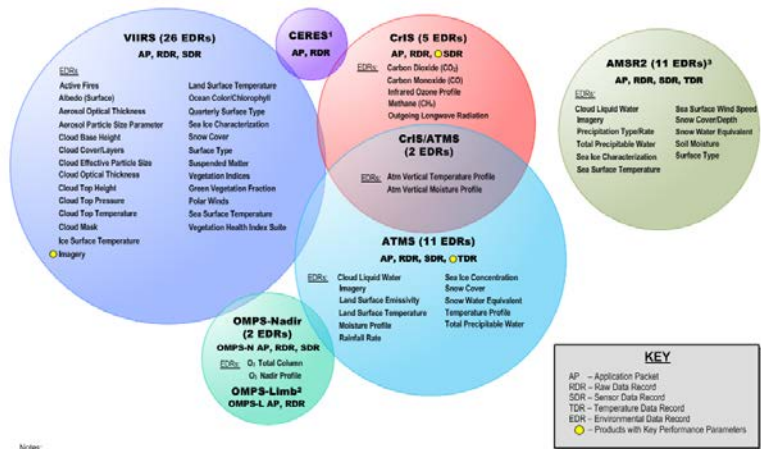 VIIRS (26 EDRs)
AP, RDR, SDR
EDRs:
Active Fires
Albedo (Surface)
Aerosol Optical Thickness
Aerosol Particle Size Parameter
Cloud Base Height
Cloud Cover/Layers
Cloud Effective Particle Size
Cloud Optical Thickness
Cloud Top Height
Cloud Top Pressure
Cloud Top Temperature
Cloud Mask
Ice Surface Temperature
Imagery
Land Surface Temperature
Ocean Color/Chlorophyll
Quarterly Surface Type
Sea Ice Characterization
Snow Cover
Surface Type
Suspended Matter
Vegetation Indices
Green Vegetation Fraction
Polar Winds
Sea Surface Temperature
Vegetation Health Index Suite
CERES¹
AP, RDR
CrIS (5 EDRs)
AP, RDR, SDR
EDRs:
Carbon Dioxide (CO₂)
Carbon Monoxide (CO)
Infrared Ozone Profile
Methane (CH₄)
Outgoing Longwave Radiation
CrIS/ATMS
(2 EDRs)
EDRs:
Atm Vertical Temperature Profile
Atm Vertical Moisture Profile
ATMS (11 EDRs)
AP, RDR, SDR, TDR
EDRs:
Cloud Liquid Water
Imagery
Land Surface Emissivity
Land Surface Temperature
Moisture Profile
Rainfall Rate
Sea Ice Concentration
Snow Cover
Snow Water Equivalent
Temperature Profile
Total Precipitable Water
AMSR2 (11 EDRs)³
AP, RDR, SDR, TDR
EDRs:
Cloud Liquid Water
Imagery
Precipitation Type/Rate
Total Precipitable Water
Sea Ice Characterization
Sea Surface Temperature
Sea Surface Wind Speed
Snow Cover/Depth
Snow Water Equivalent
Soil Moisture
Surface Type
OMPS-Nadir
(2 EDRs)
OMPS-N AP, RDR, SDR
EDRs:
O₃ Total Column
O₃ Nadir Profile
OMPS-Limb²
OMPS-L AP, RDR
KEY
AP – Application Packet
RDR – Raw Data Record
SDR – Sensor Data Record
TDR – Temperature Data Record
EDR – Environmental Data Record
– Products with Key Performance Parameters
Notes: